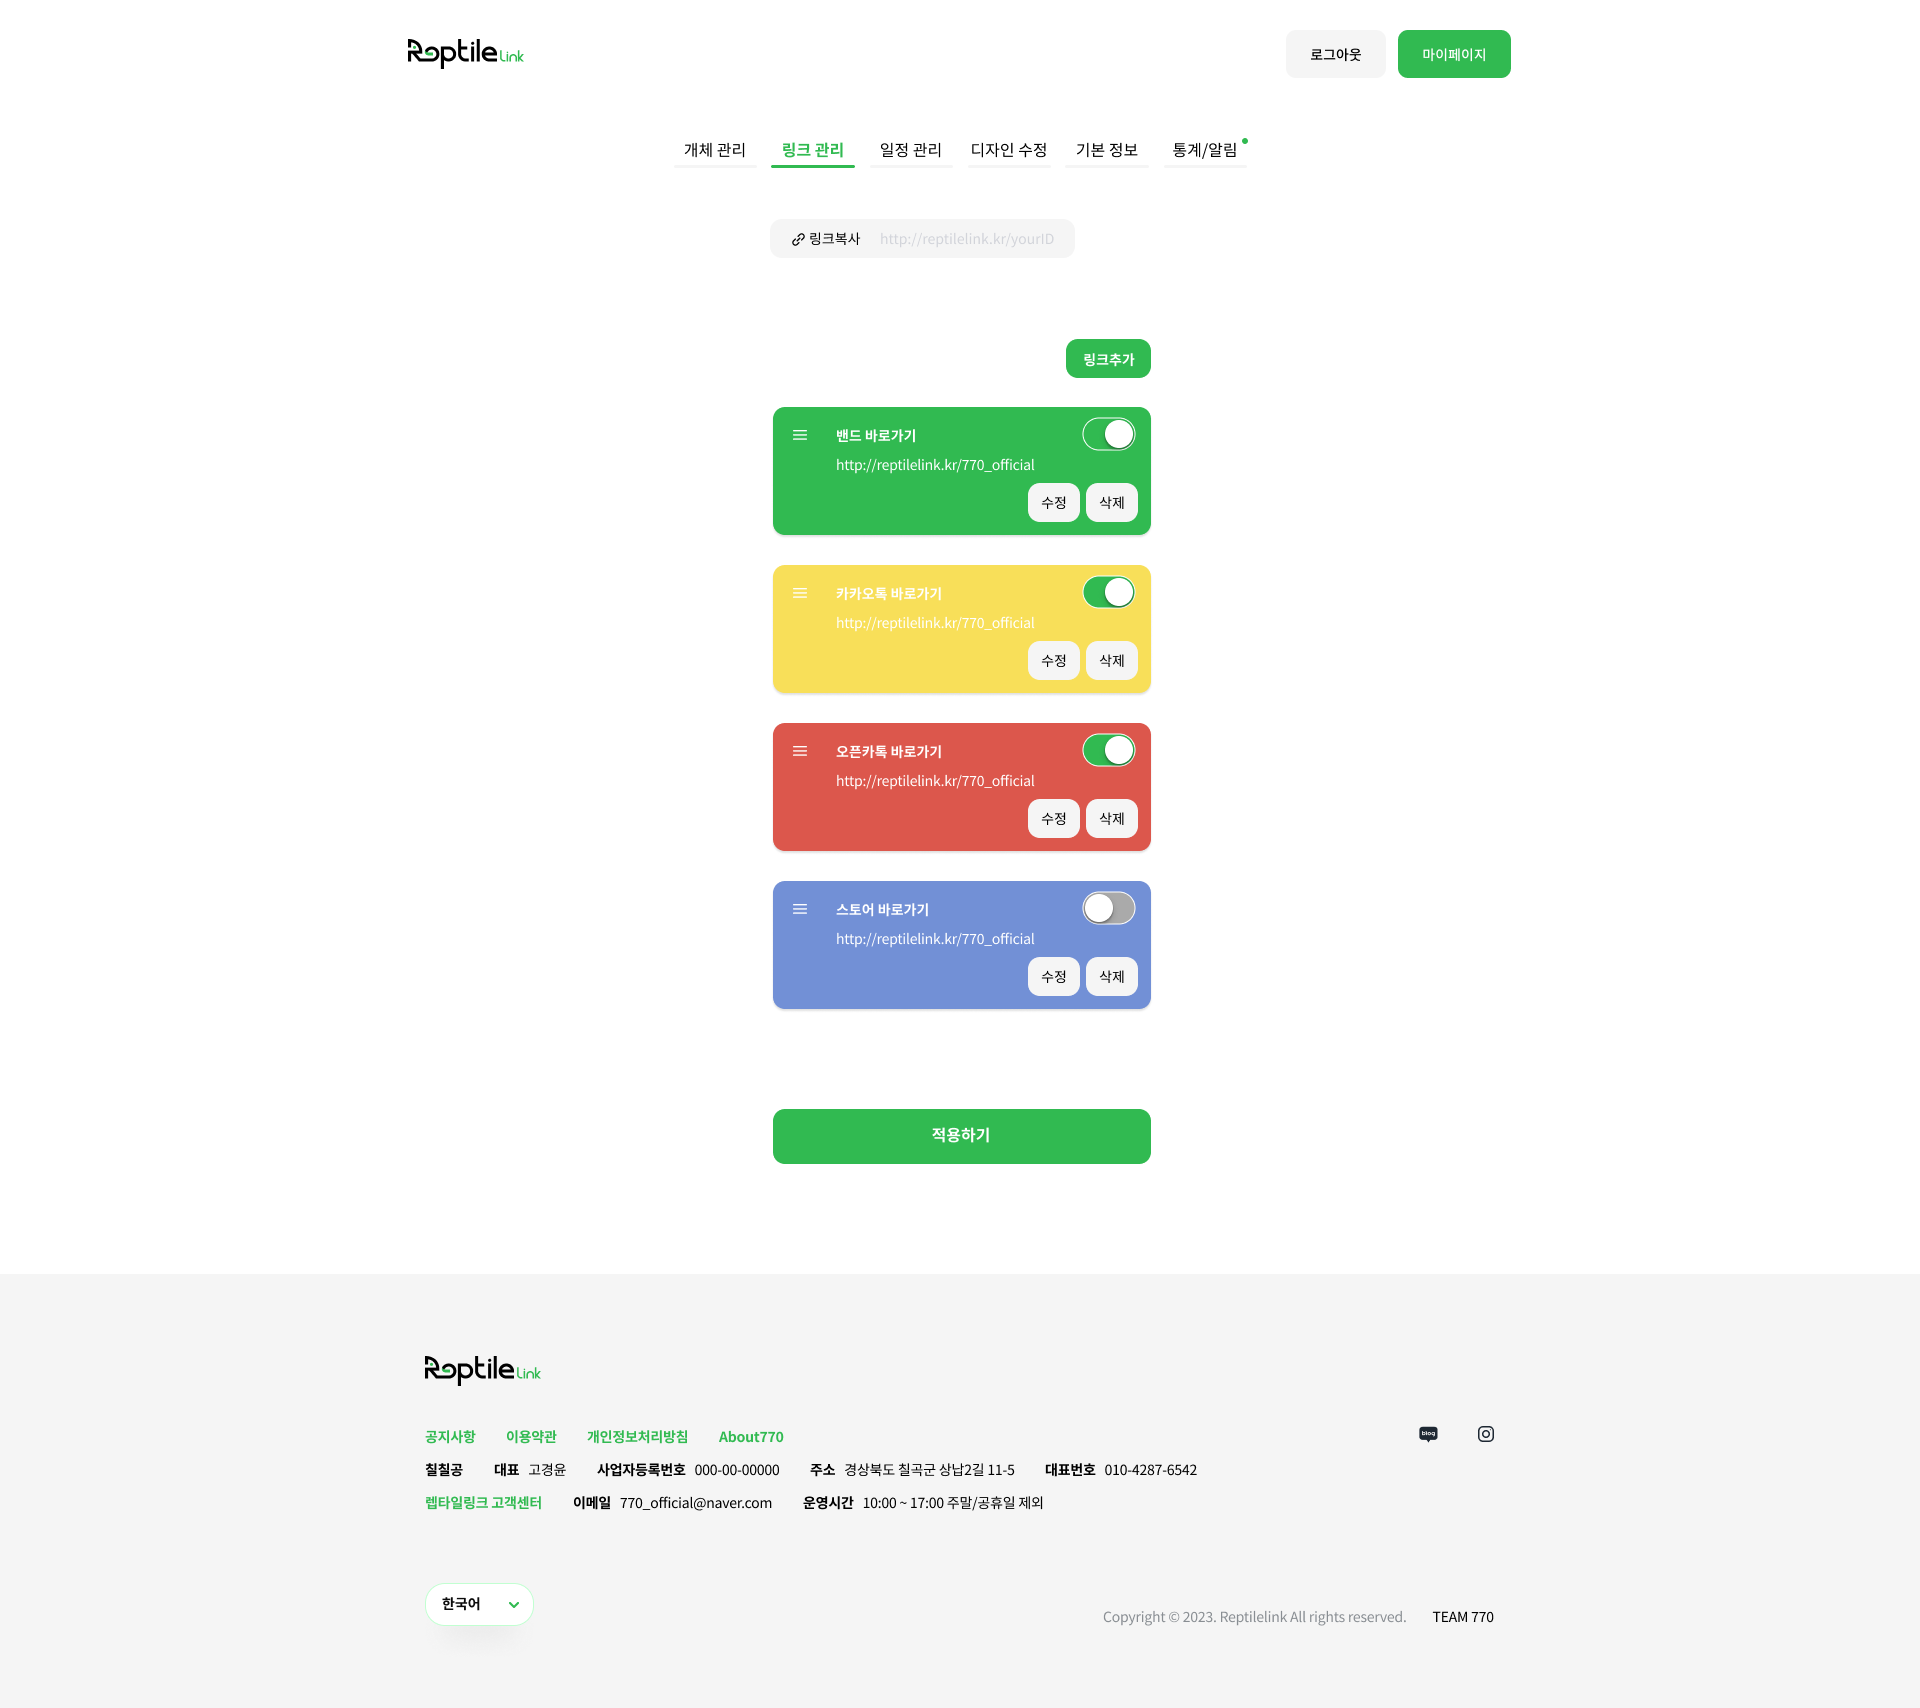 Reptile Link
로그아웃 마이페이지
개체 관리 링크 관리 일정 관리 디자인 수정 기본 정보 통계/알림
링크복사 http://reptilelink.kr/yourID
링크추가
밴드 바로가기
http://reptilelink.kr/770_official
수정 삭제
카카오톡 바로가기
http://reptilelink.kr/770_official
수정 삭제
오픈카톡 바로가기
http://reptilelink.kr/770_official
수정 삭제
스토어 바로가기
http://reptilelink.kr/770_official
수정 삭제
적용하기
Reptile Link
공지사항 이용약관 개인정보처리방침 About770
blog
칠칠공 대표 고경윤 사업자등록번호 000-00-00000 주소 경상북도 칠곡군 상납2길 11-5 대표번호 010-4287-6542
렙타일링크 고객센터 이메일 770_official@naver.com 운영시간 10:00 ~ 17:00 주말/공휴일 제외
한국어
Copyright © 2023. Reptilelink All rights reserved. TEAM 770